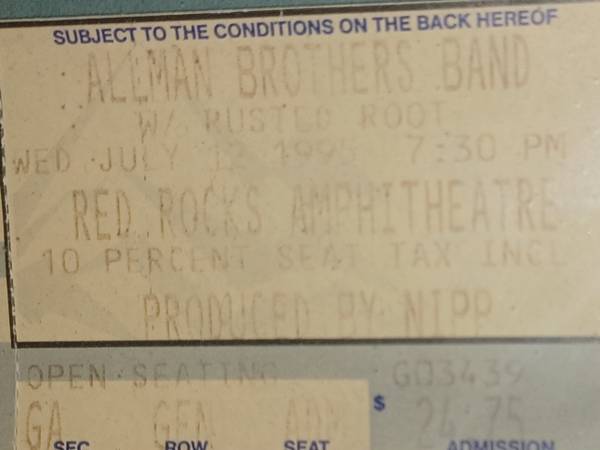 SUBJECT TO THE CONDITIONS ON THE BACK HEREOF
ALLMAN BROTHERS BAND
W/ RUSTED ROOT
WED JULY 12 1995 7:30 PM
RED ROCKS AMPHITHEATRE
10 PERCENT SEAT TAX INCL
PRODUCED BY NIPP
OPEN SEATING G03439
GA GEN ADM $ 24.75
SEC ROW SEAT ADMISSION